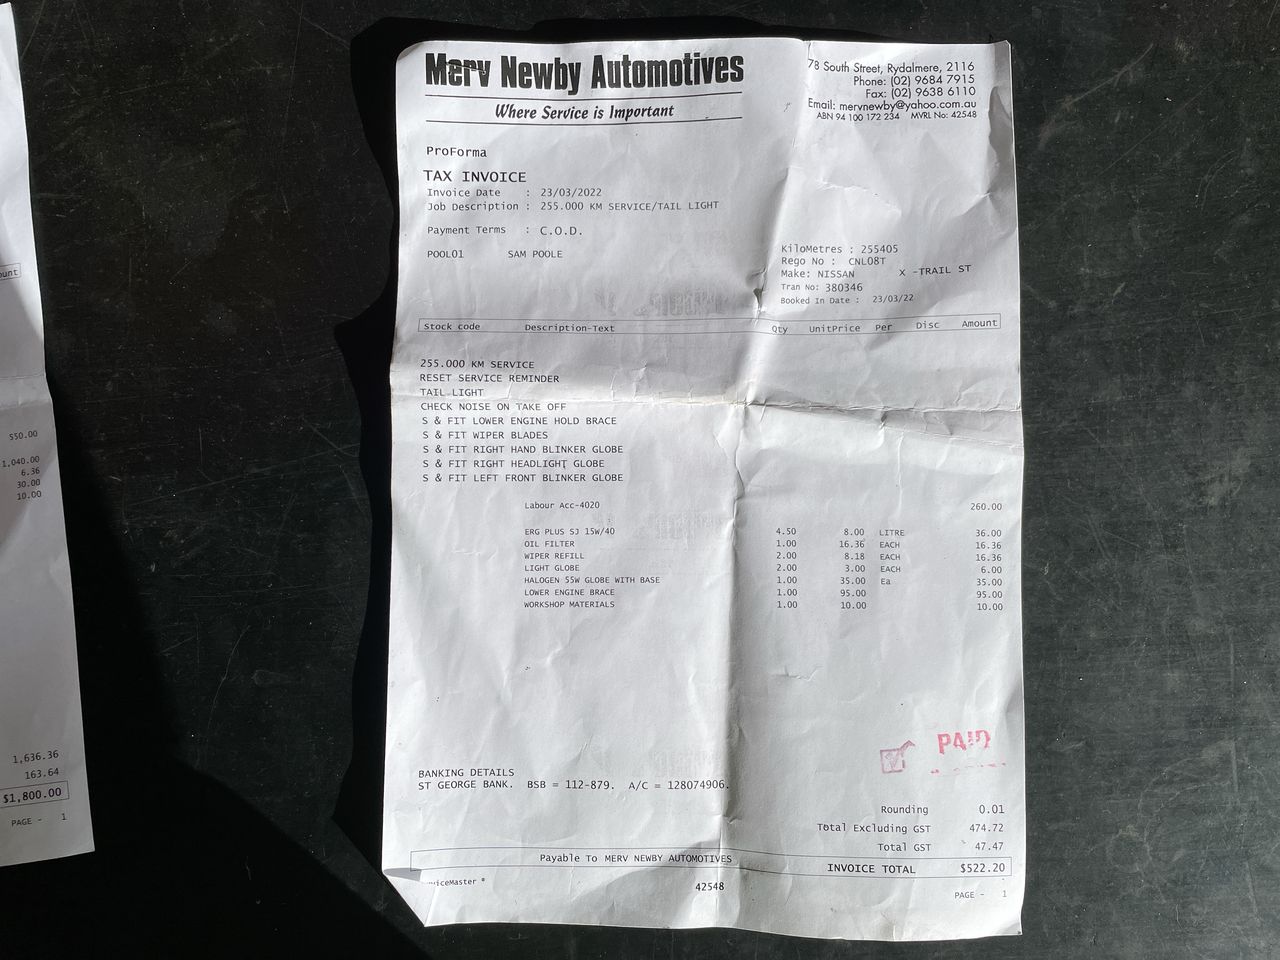 Merv Newby Automotives
Where Service is Important
78 South Street, Rydalmere, 2116
Phone: (02) 9684 7915
Fax: (02) 9638 6110
Email: mervnewby@yahoo.com.au
ABN 94 100 172 234 MVRL No: 42548
ProForma
TAX INVOICE
Invoice Date : 23/03/2022
Job Description : 255.000 KM SERVICE/TAIL LIGHT
Payment Terms : C.O.D.
POOL01 SAM POOLE
KiloMetres : 255405
Rego No : CNL08T
Make: NISSAN X -TRAIL ST
Tran No: 380346
Booked In Date : 23/03/22
Stock code Description-Text Qty UnitPrice Per Disc Amount
255.000 KM SERVICE
RESET SERVICE REMINDER
TAIL LIGHT
CHECK NOISE ON TAKE OFF
S & FIT LOWER ENGINE HOLD BRACE
S & FIT WIPER BLADES
S & FIT RIGHT HAND BLINKER GLOBE
S & FIT RIGHT HEADLIGHT GLOBE
S & FIT LEFT FRONT BLINKER GLOBE
Labour Acc-4020 260.00
ERG PLUS SJ 15W/40 4.50 8.00 LITRE 36.00
OIL FILTER 1.00 16.36 EACH 16.36
WIPER REFILL 2.00 8.18 EACH 16.36
LIGHT GLOBE 2.00 3.00 EACH 6.00
HALOGEN 55W GLOBE WITH BASE 1.00 35.00 Ea 35.00
LOWER ENGINE BRACE 1.00 95.00 95.00
WORKSHOP MATERIALS 1.00 10.00 10.00
PAID
BANKING DETAILS
ST GEORGE BANK. BSB = 112-879. A/C = 128074906.
Rounding 0.01
Total Excluding GST 474.72
Total GST 47.47
Payable To MERV NEWBY AUTOMOTIVES INVOICE TOTAL $522.20
viceMaster ®
42548
PAGE - 1
ount
550.00
1,040.00
6.36
30.00
10.00
1,636.36
163.64
$1,800.00
PAGE - 1